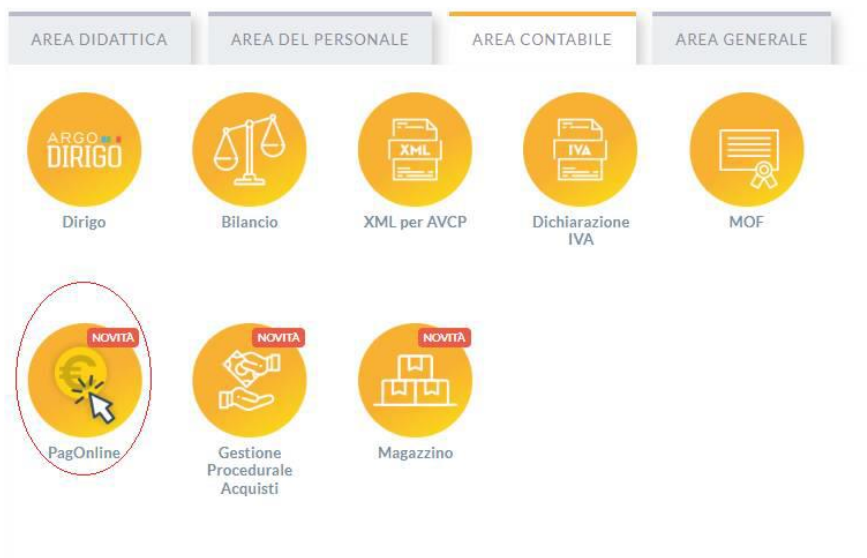 AREA DIDATTICA
AREA DEL PERSONALE
AREA CONTABILE
AREA GENERALE
ARGO
DIRIGO
XML
IVA
Dirigo
Bilancio
XML per AVCP
Dichiarazione
IVA
MOF
NOVITÀ
NOVITÀ
NOVITÀ
€
PagOnline
Gestione
Procedurale
Acquisti
Magazzino